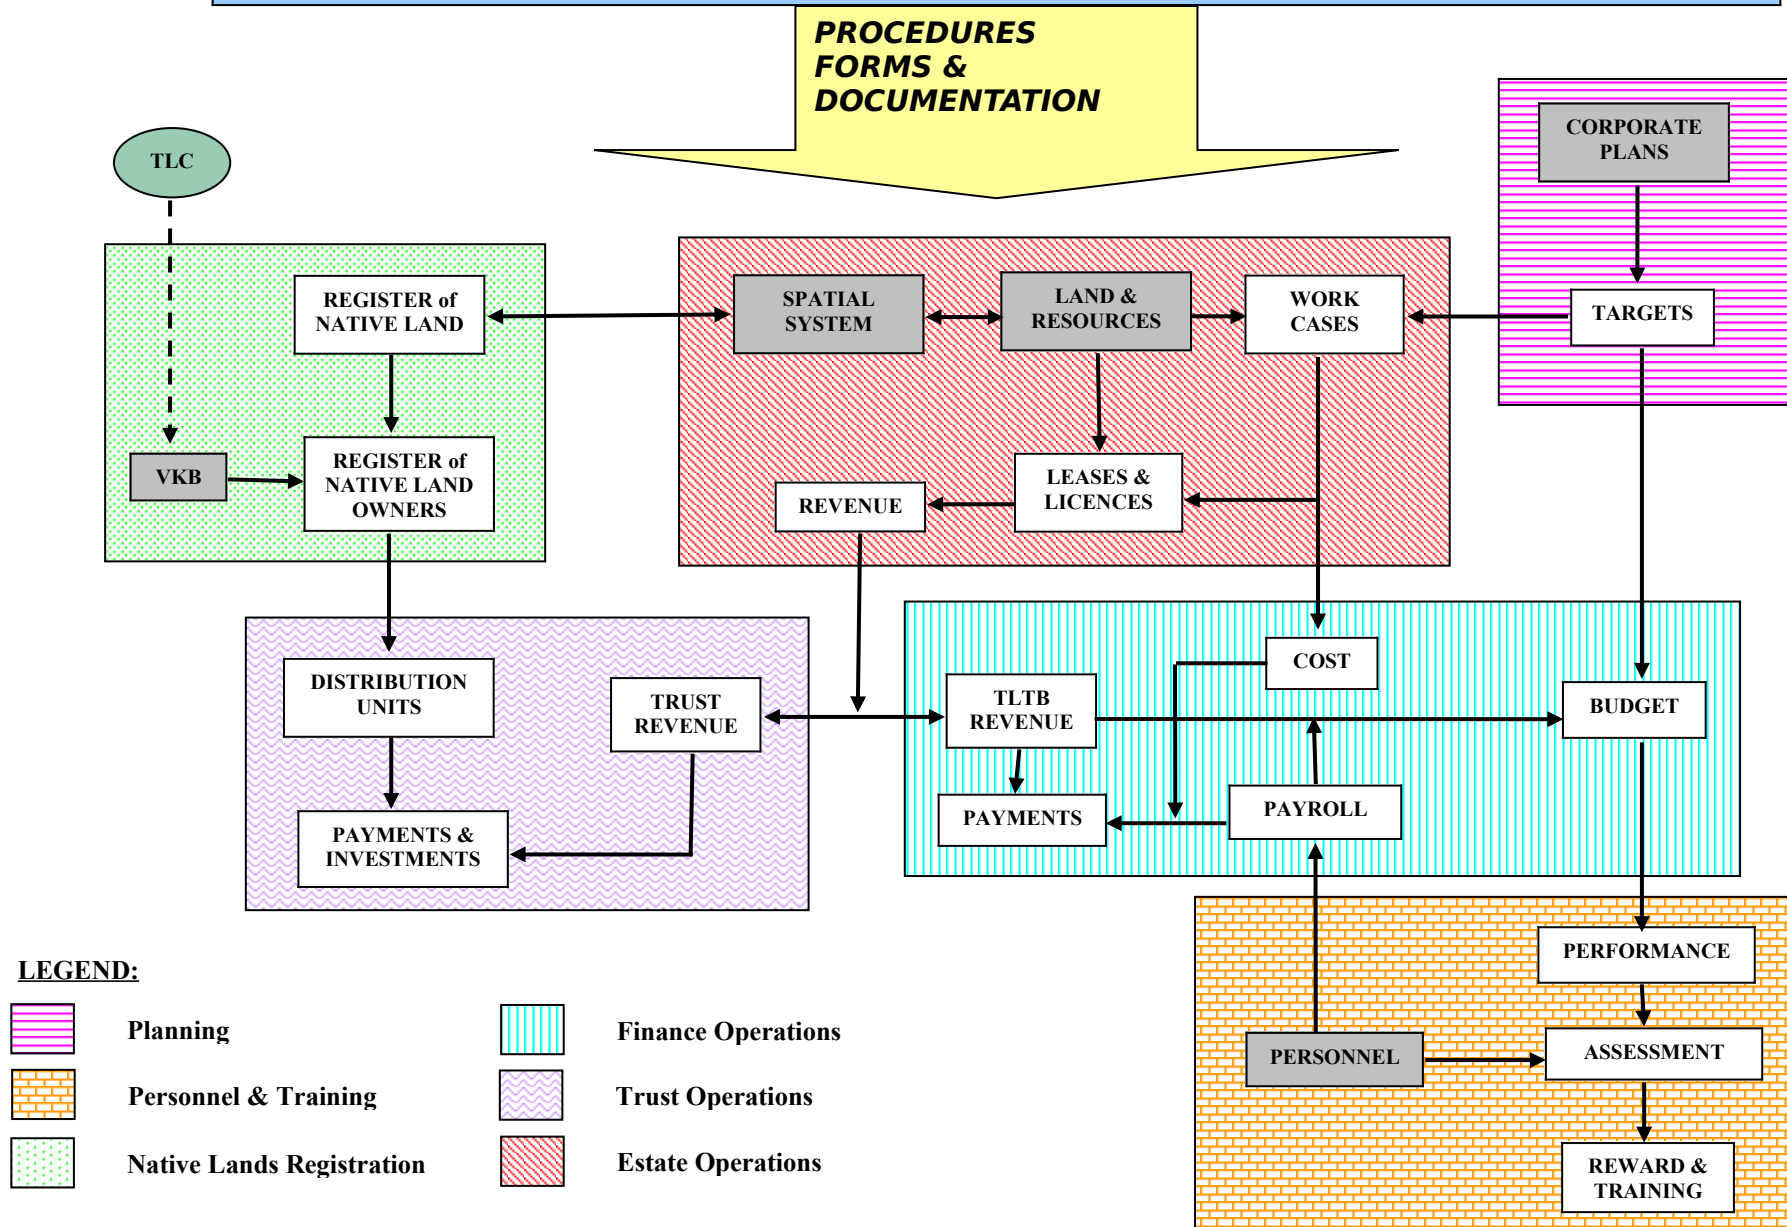 PROCEDURES
FORMS &
DOCUMENTATION
TLC
CORPORATE
PLANS
REGISTER of
NATIVE LAND
SPATIAL
SYSTEM
LAND &
RESOURCES
WORK
CASES
TARGETS
VKB
REGISTER of
NATIVE LAND
OWNERS
REVENUE
LEASES &
LICENCES
DISTRIBUTION
UNITS
TRUST
REVENUE
TLTB
REVENUE
COST
BUDGET
PAYMENTS &
INVESTMENTS
PAYMENTS
PAYROLL
PERFORMANCE
PERSONNEL
ASSESSMENT
REWARD &
TRAINING
LEGEND:
Planning
Finance Operations
Personnel & Training
Trust Operations
Native Lands Registration
Estate Operations